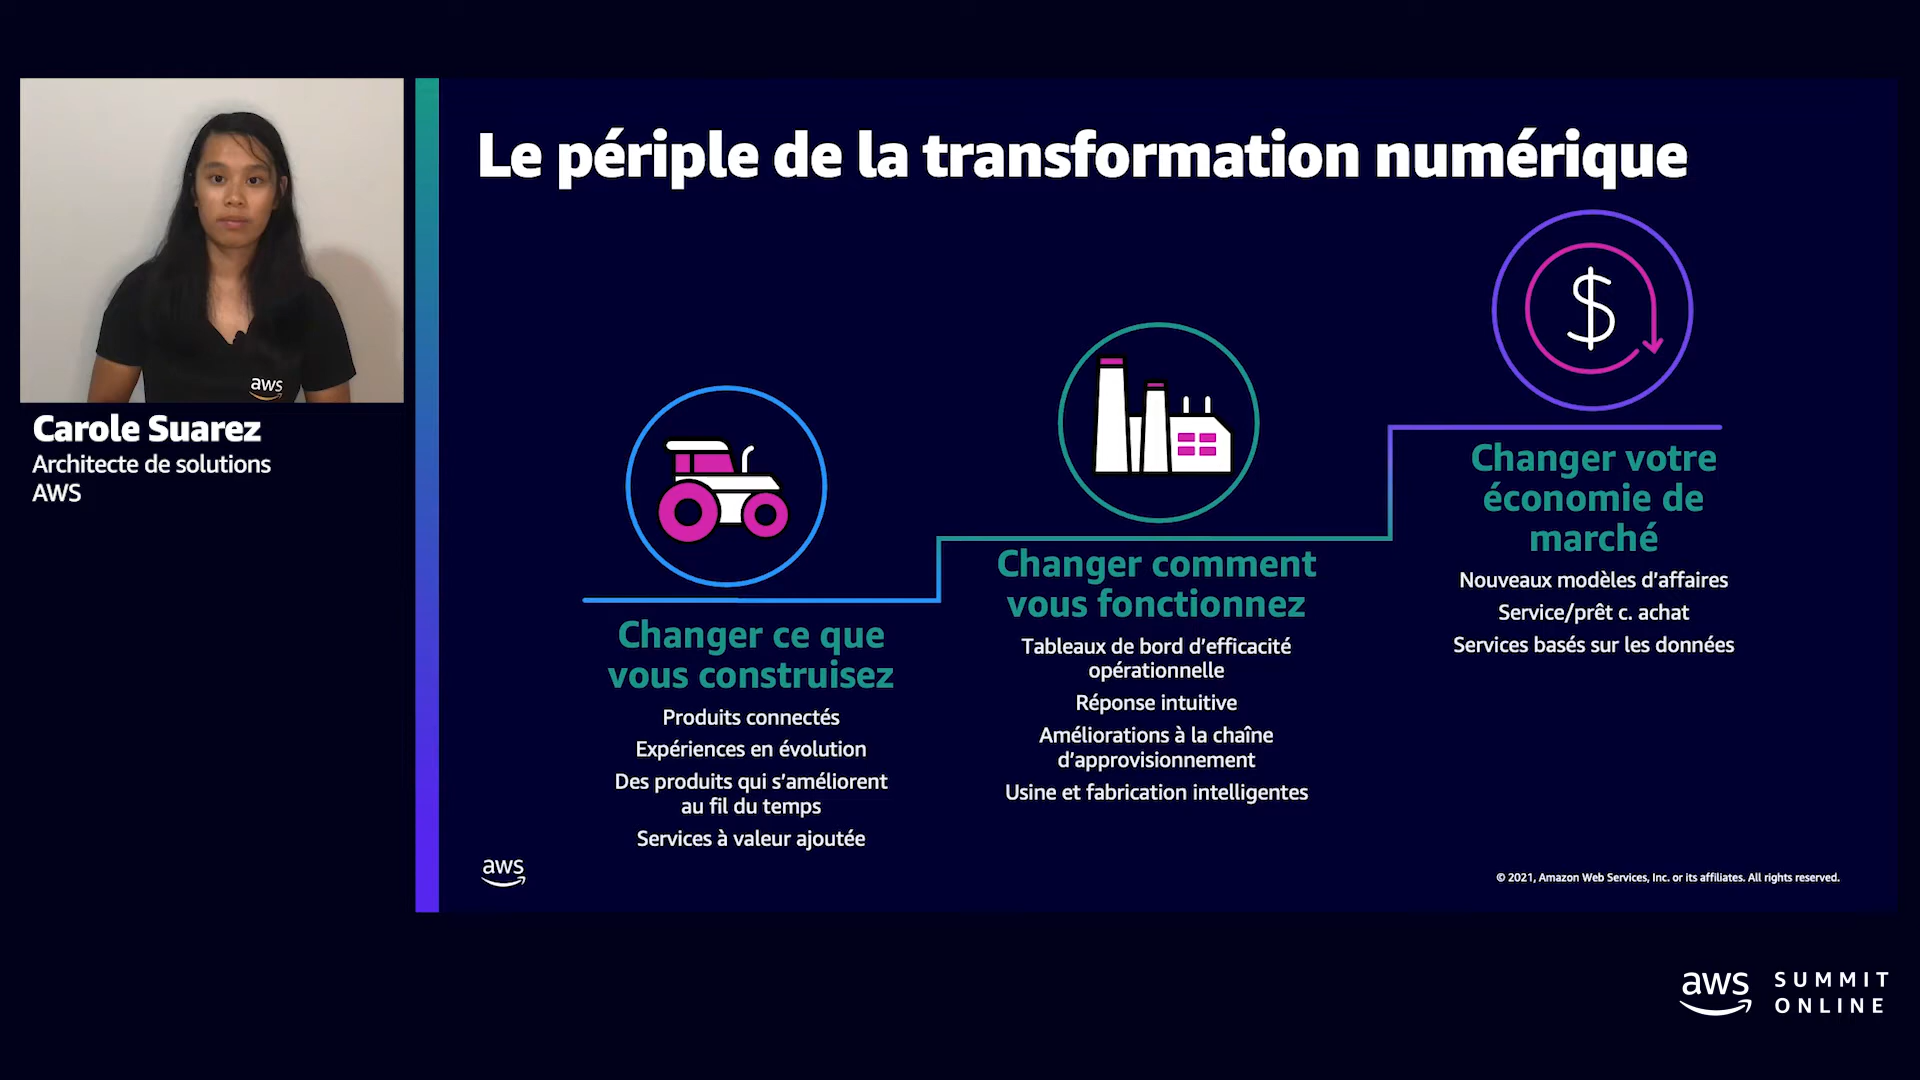 Le périple de la transformation numérique
aws
Carole Suarez
Architecte de solutions
AWS
Changer ce que
vous construisez
Produits connectés
Expériences en évolution
Des produits qui s'améliorent
au fil du temps
Services à valeur ajoutée
Changer comment
vous fonctionnez
Tableaux de bord d'efficacité
opérationnelle
Réponse intuitive
Améliorations à la chaîne
d'approvisionnement
Usine et fabrication intelligentes
$
Changer votre
économie de
marché
Nouveaux modèles d'affaires
Service/prêt c. achat
Services basés sur les données
aws
© 2021, Amazon Web Services, Inc. or its affiliates. All rights reserved.
aws SUMMIT
ONLINE